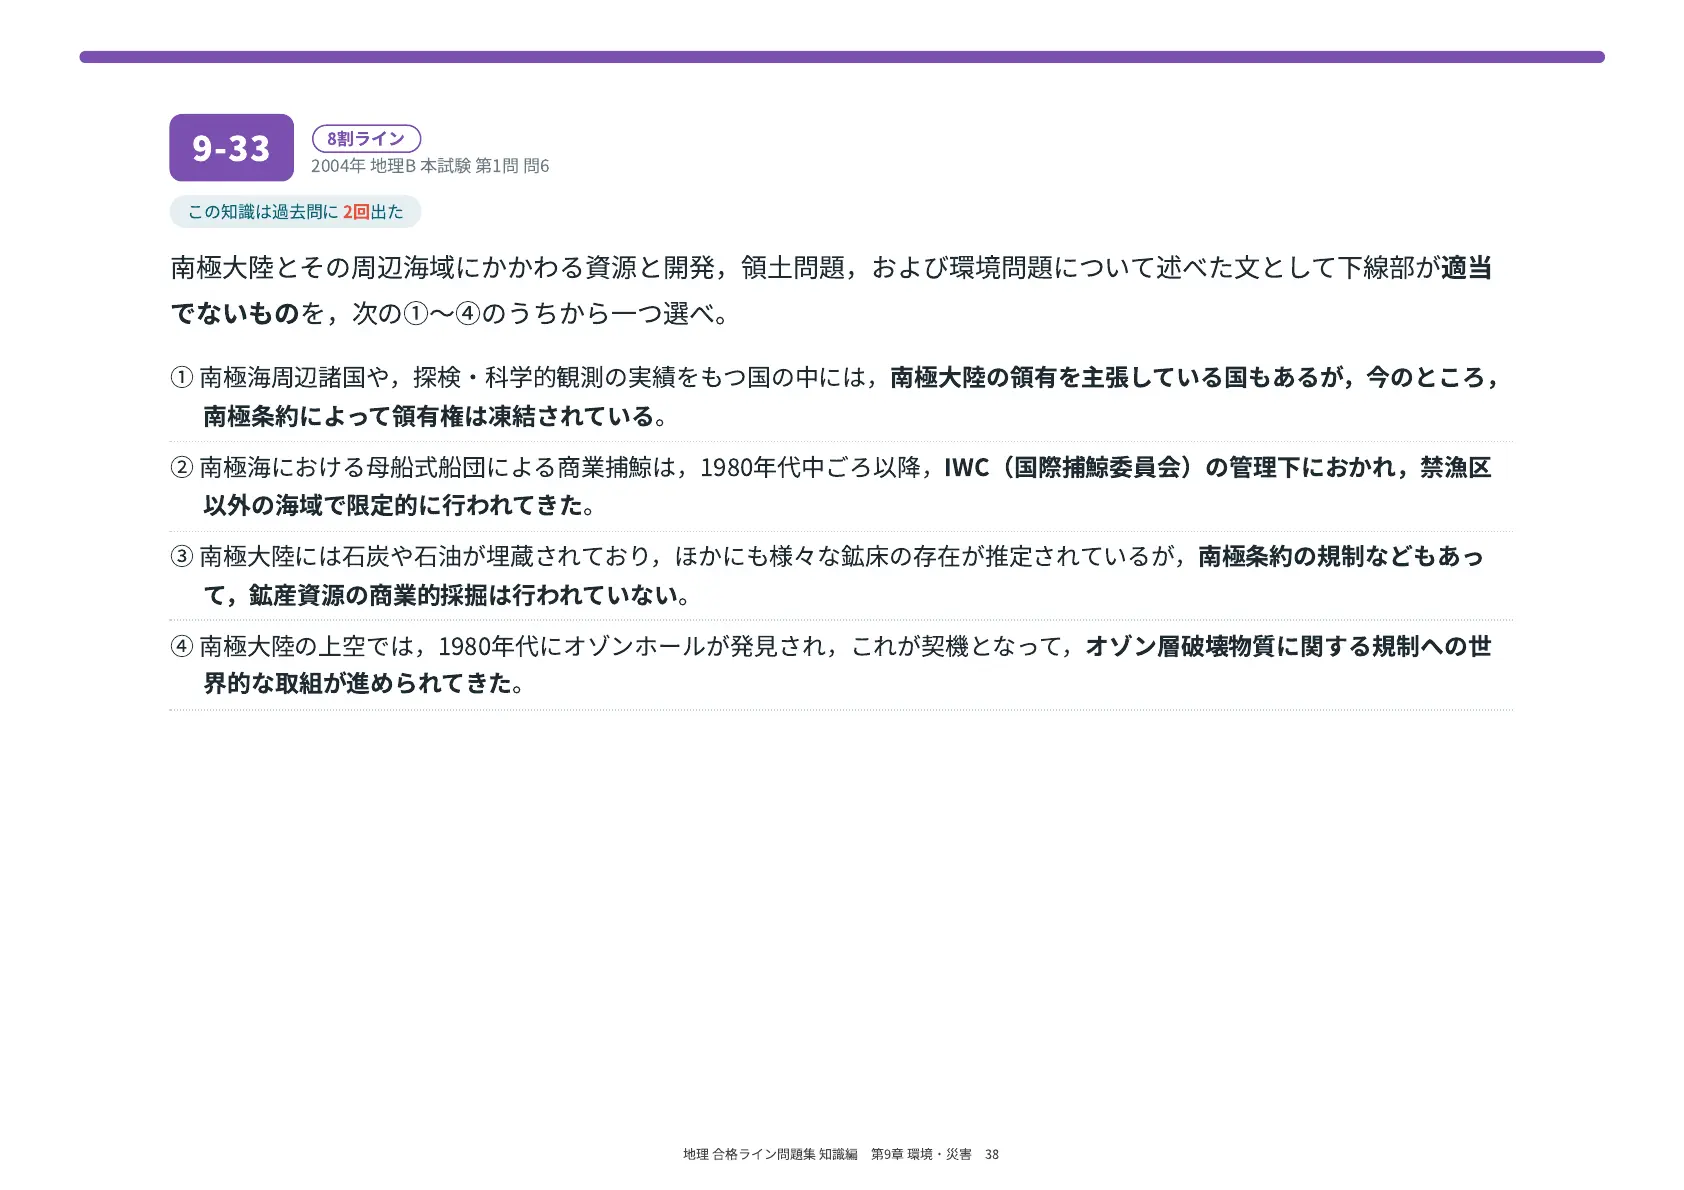 9-33
8割ライン
2004年 地理B 本試験 第1問 問6
この知識は過去問に 2回出た
南極大陸とその周辺海域にかかわる資源と開発，領土問題，および環境問題について述べた文として下線部が適当
でないものを，次の①〜④のうちから一つ選べ。
① 南極海周辺諸国や，探検・科学的観測の実績をもつ国の中には，南極大陸の領有を主張している国もあるが，今のところ，
南極条約によって領有権は凍結されている。
② 南極海における母船式船団による商業捕鯨は，1980年代中ごろ以降，IWC（国際捕鯨委員会）の管理下におかれ，禁漁区
以外の海域で限定的に行われてきた。
③ 南極大陸には石炭や石油が埋蔵されており，ほかにも様々な鉱床の存在が推定されているが，南極条約の規制などもあっ
て，鉱産資源の商業的採掘は行われていない。
④ 南極大陸の上空では，1980年代にオゾンホールが発見され，これが契機となって，オゾン層破壊物質に関する規制への世
界的な取組が進められてきた。
地理 合格ライン問題集 知識編　第9章 環境・災害　38